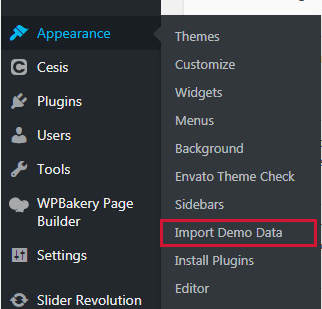 Appearance
Cesis
Plugins
Users
Tools
WPBakery Page
Builder
Settings
Slider Revolution
Themes
Customize
Widgets
Menus
Background
Envato Theme Check
Sidebars
Import Demo Data
Install Plugins
Editor